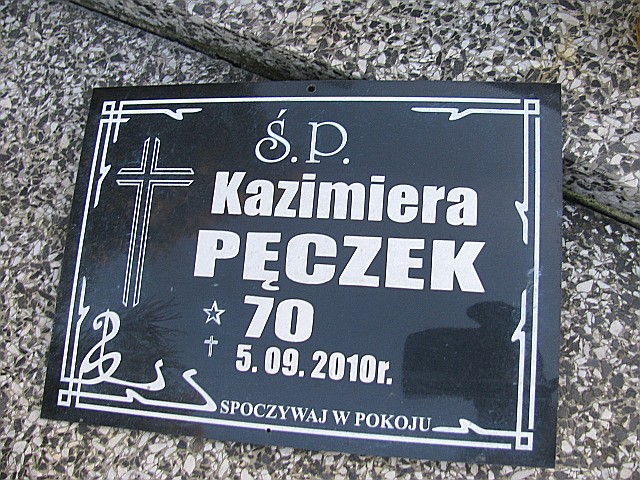 Ś.P.
Kazimiera
PĘCZEK
70
5. 09. 2010r.
SPOCZYWAJ W POKOJU